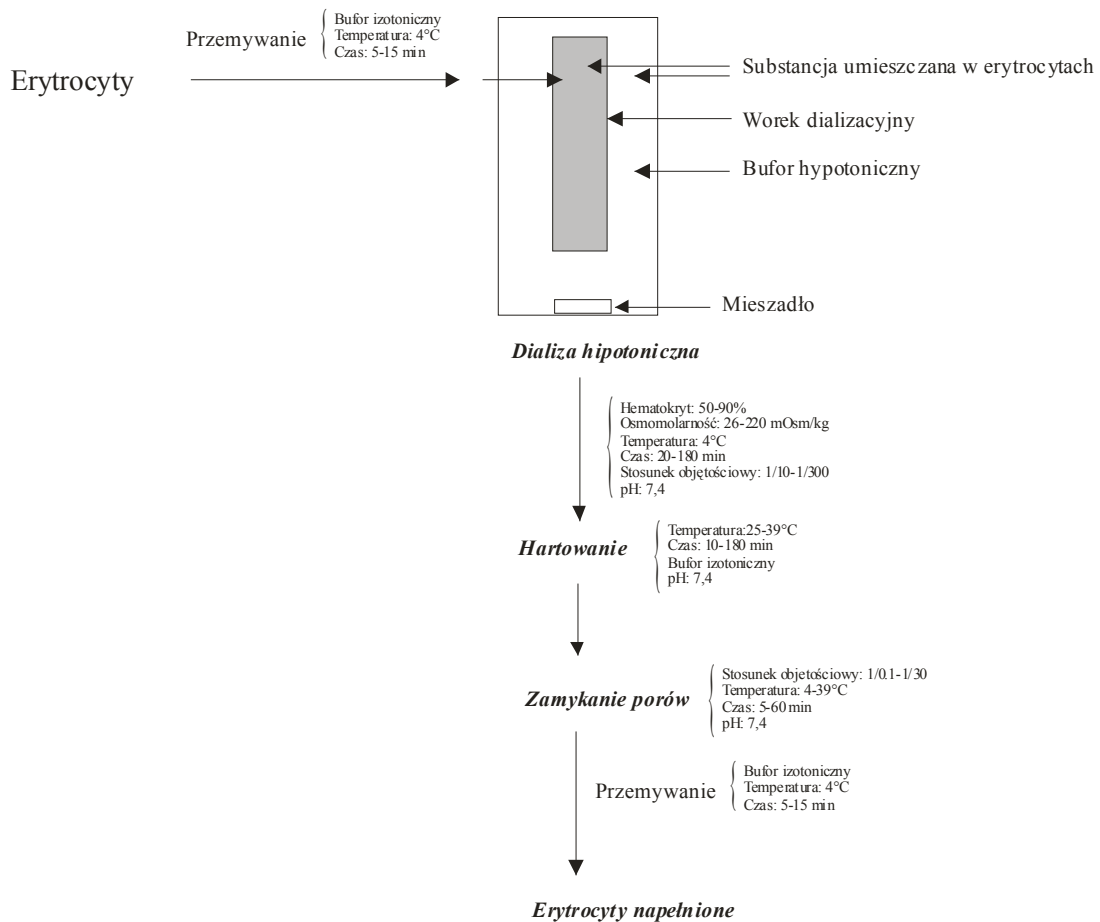 Przemywanie
Bufor izotoniczny
Temperatura: 4°C
Czas: 5-15 min
Erytrocyty
Substancja umieszczana w erytrocytach
Worek dializacyjny
Bufor hypotoniczny
Mieszadło
Dializa hipotoniczna
Hematokryt: 50-90%
Osmomolarność: 26-220 mOsm/kg
Temperatura: 4°C
Czas: 20-180 min
Stosunek objętościowy: 1/10-1/300
pH: 7,4
Hartowanie
Temperatura:25-39°C
Czas: 10-180 min
Bufor izotoniczny
pH: 7,4
Zamykanie porów
Stosunek objetościowy: 1/0.1-1/30
Temperatura: 4-39°C
Czas: 5-60 min
pH: 7,4
Przemywanie
Bufor izotoniczny
Temperatura: 4°C
Czas: 5-15 min
Erytrocyty napełnione